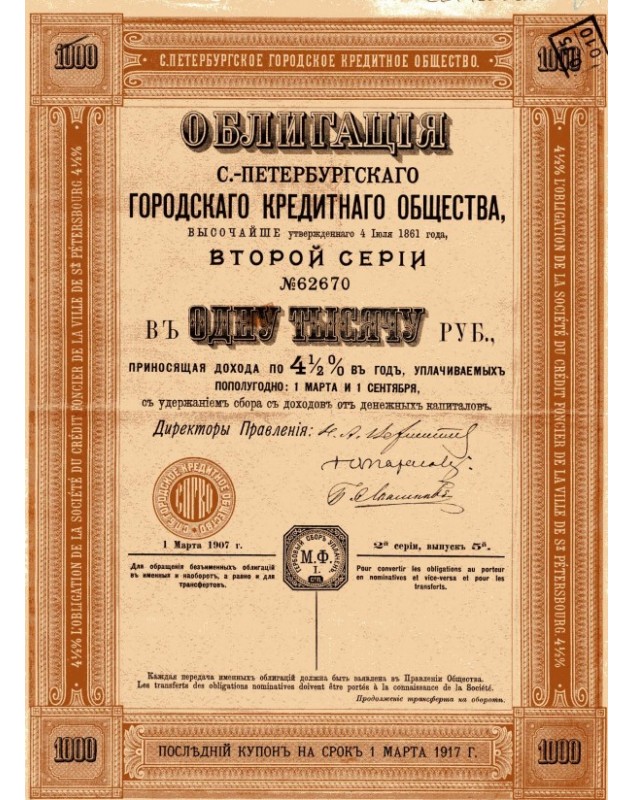 1000
С.ПЕТЕРБУРГСКОЕ ГОРОДСКОЕ КРЕДИТНОЕ ОБЩЕСТВО.
1000
ОБЛИГАЦІЯ
С.-ПЕТЕРБУРГСКАГО
ГОРОДСКАГО КРЕДИТНАГО ОБЩЕСТВА,
ВЫСОЧАЙШЕ утвержденнаго 4 Іюля 1861 года,
ВТОРОЙ СЕРІИ
№62670
ВЪ ОДНУ ТЫСЯЧУ РУБ.,
ПРИНОСЯЩАЯ ДОХОДА ПО 4½% ВЪ ГОДЪ, УПЛАЧИВАЕМЫХЪ
ПОПОЛУГОДНО: 1 МАРТА И 1 СЕНТЯБРЯ,
съ удержаніемъ сбора съ доходовъ отъ денежныхъ капиталовъ.
Директоры Правленія:
ГОРОДСКОЕ КРЕДИТНОЕ ОБЩЕСТВО
1 Марта 1907 г.
М.Ф.
I.
2ª серія, выпускъ 5ª.
Для обращенія безъименныхъ облигацій
въ именныя и наоборотъ, а равно и для
трансфертовъ.
Pour convertir les obligations au porteur
en nominatives et vice-versa et pour les
transferts.
Каждая передача именныхъ облигацій должна быть заявлена въ Правленіи Общества.
Les transferts des obligations nominatives doivent être portés à la connaissance de la Société.
Продолженіе трансферта на оборотѣ.
4½% L'OBLIGATION DE LA SOCIÉTÉ DU CRÉDIT FONCIER DE LA VILLE DE Sᵀ PÉTERSBOURG 4½%
4½% L'OBLIGATION DE LA SOCIÉTÉ DU CRÉDIT FONCIER DE LA VILLE DE Sᵀ PÉTERSBOURG 4½%
1000
ПОСЛѢДНІЙ КУПОНЪ НА СРОКЪ 1 МАРТА 1917 Г.
1000